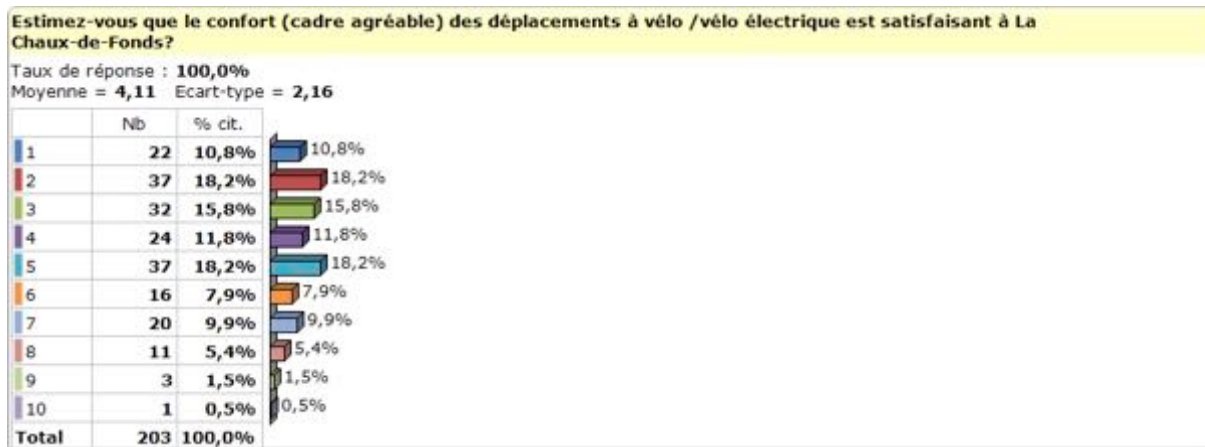 Estimez-vous que le confort (cadre agréable) des déplacements à vélo /vélo électrique est satisfaisant à La
Chaux-de-Fonds?
Taux de réponse : 100,0%
Moyenne = 4,11 Ecart-type = 2,16
Nb % cit.
1 22 10,8% 10,8%
2 37 18,2% 18,2%
3 32 15,8% 15,8%
4 24 11,8% 11,8%
5 37 18,2% 18,2%
6 16 7,9% 7,9%
7 20 9,9% 9,9%
8 11 5,4% 5,4%
9 3 1,5% 1,5%
10 1 0,5% 0,5%
Total 203 100,0%